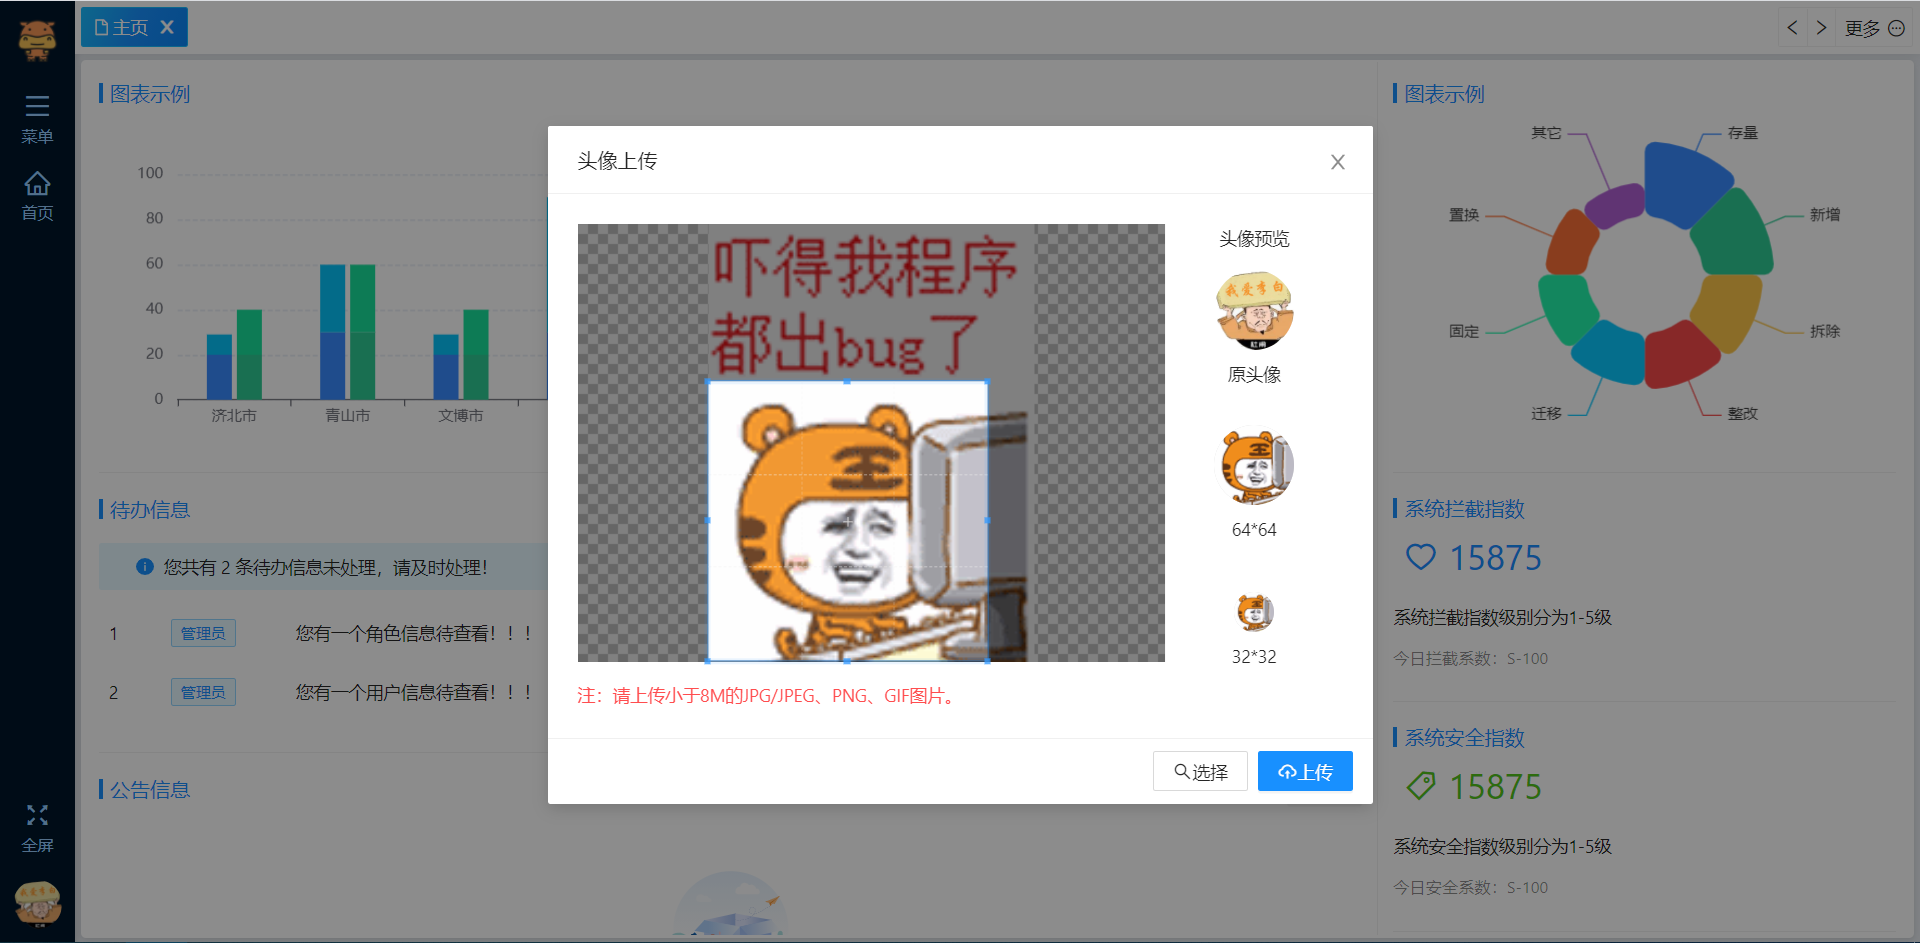 主页
更多
菜单
首页
全屏
图表示例
100
80
60
40
20
0
济北市
青山市
文博市
待办信息
您共有 2 条待办信息未处理，请及时处理！
1 管理员 您有一个角色信息待查看！！！
2 管理员 您有一个用户信息待查看！！！
公告信息
头像上传
吓得我程序
都出bug了
王
头像预览
我爱李白
原头像
64*64
32*32
注：请上传小于8M的JPG/JPEG、PNG、GIF图片。
选择
上传
图表示例
其它
存量
置换
新增
固定
拆除
迁移
整改
系统拦截指数
15875
系统拦截指数级别分为1-5级
今日拦截系数：S-100
系统安全指数
15875
系统安全指数级别分为1-5级
今日安全系数：S-100